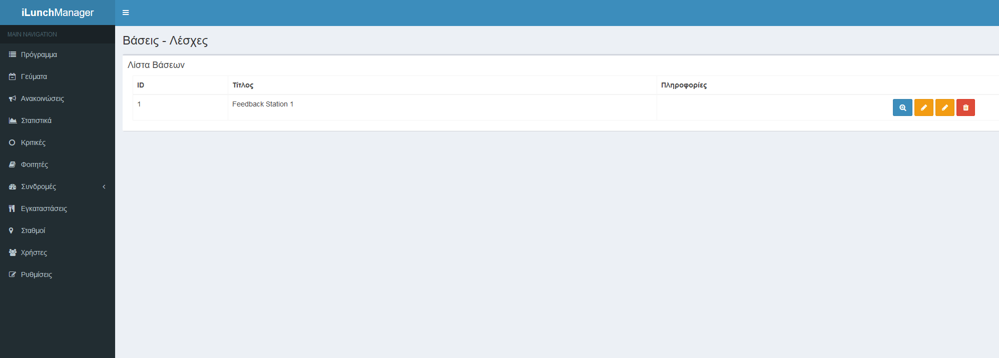 iLunchManager
MAIN NAVIGATION
Πρόγραμμα
Γεύματα
Ανακοινώσεις
Στατιστικά
Κριτικές
Φοιτητές
Συνδρομές
Εγκαταστάσεις
Σταθμοί
Χρήστες
Ρυθμίσεις
Βάσεις - Λέσχες
Λίστα Βάσεων
ID Τίτλος Πληροφορίες
1 Feedback Station 1